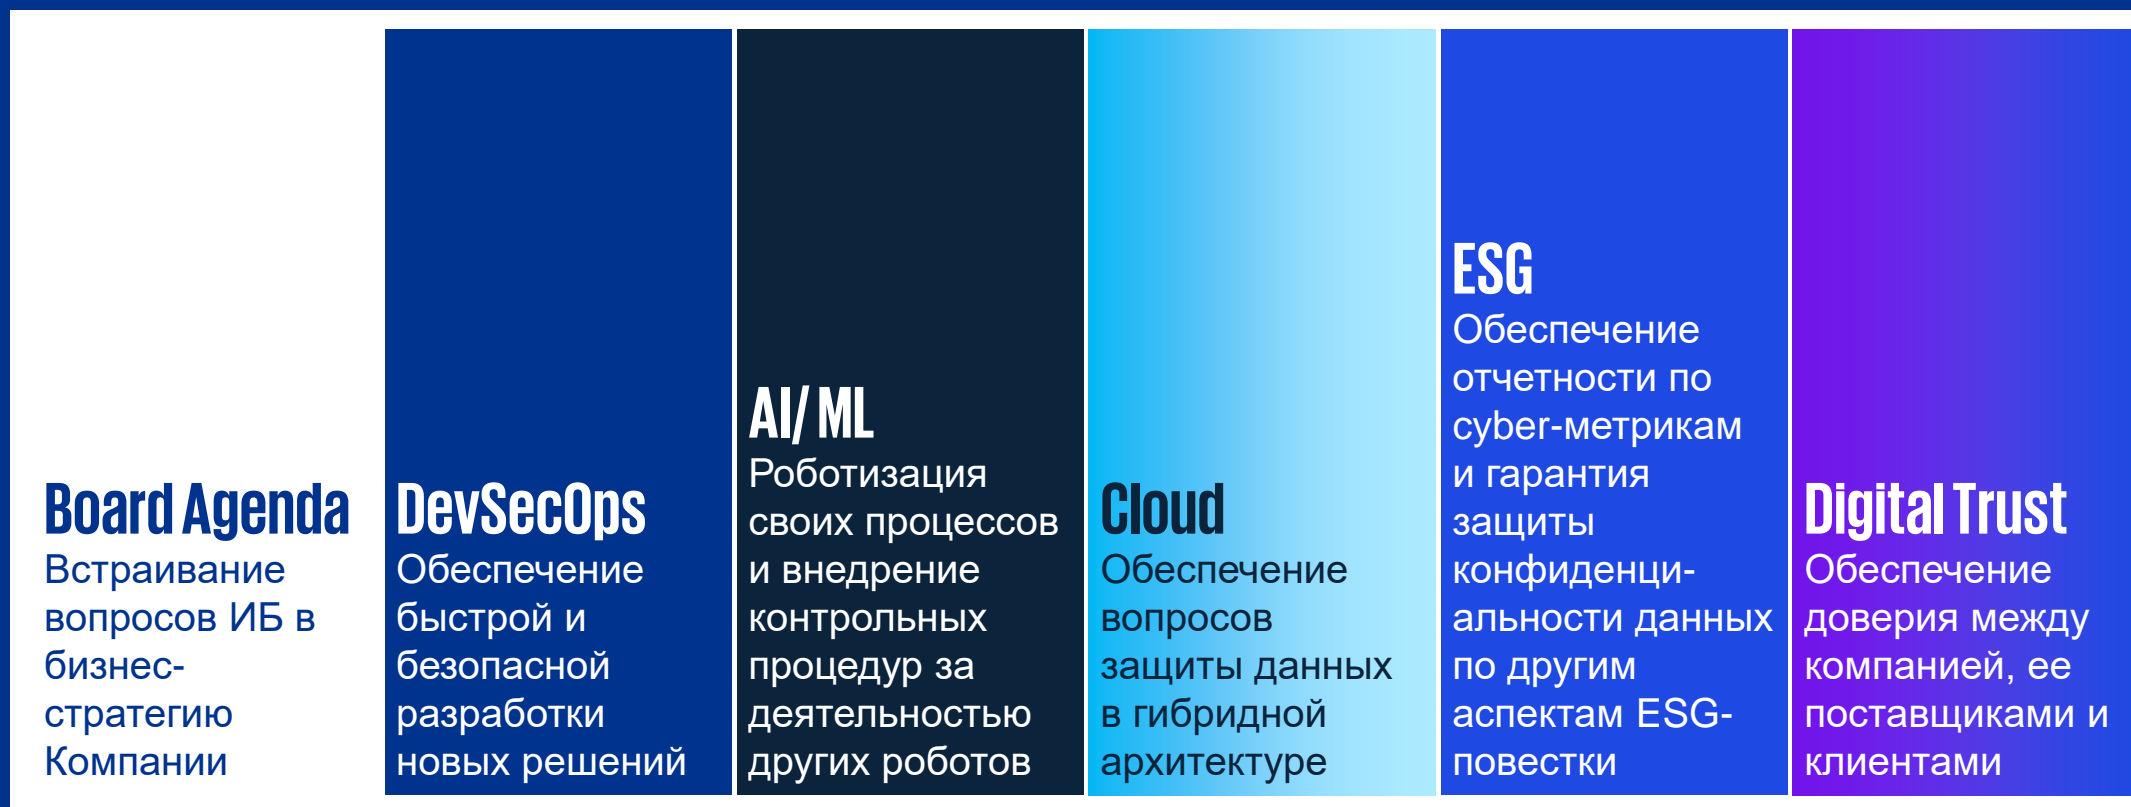 Board Agenda
Встраивание
вопросов ИБ в
бизнес-
стратегию
Компании
DevSecOps
Обеспечение
быстрой и
безопасной
разработки
новых решений
AI/ ML
Роботизация
своих процессов
и внедрение
контрольных
процедур за
деятельностью
других роботов
Cloud
Обеспечение
вопросов
защиты данных
в гибридной
архитектуре
ESG
Обеспечение
отчетности по
cyber-метрикам
и гарантия
защиты
конфиденци-
альности данных
по другим
аспектам ESG-
повестки
Digital Trust
Обеспечение
доверия между
компанией, ее
поставщиками и
клиентами